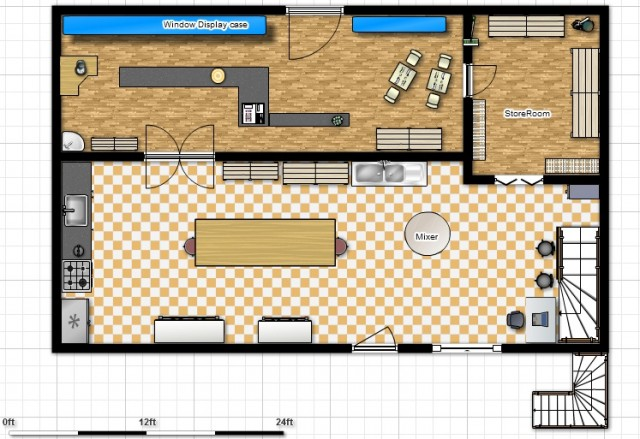 Window Display case
StoreRoom
Mixer
0ft 12ft 24ft